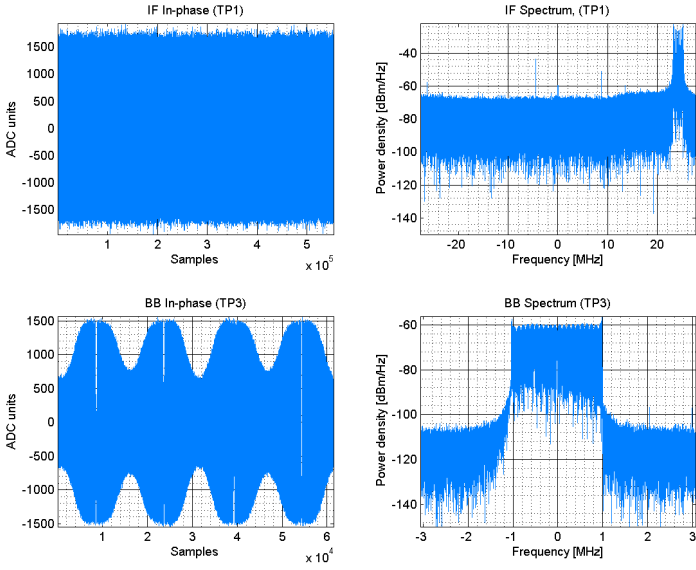 IF In-phase (TP1)
ADC units
1500
1000
500
0
-500
-1000
-1500
1 2 3 4 5
Samples
x 10^5
IF Spectrum, (TP1)
Power density [dBm/Hz]
-40
-60
-80
-100
-120
-140
-20 -10 0 10 20
Frequency [MHz]
BB In-phase (TP3)
ADC units
1500
1000
500
0
-500
-1000
-1500
1 2 3 4 5 6
Samples
x 10^4
BB Spectrum (TP3)
Power density [dBm/Hz]
-60
-80
-100
-120
-140
-3 -2 -1 0 1 2 3
Frequency [MHz]